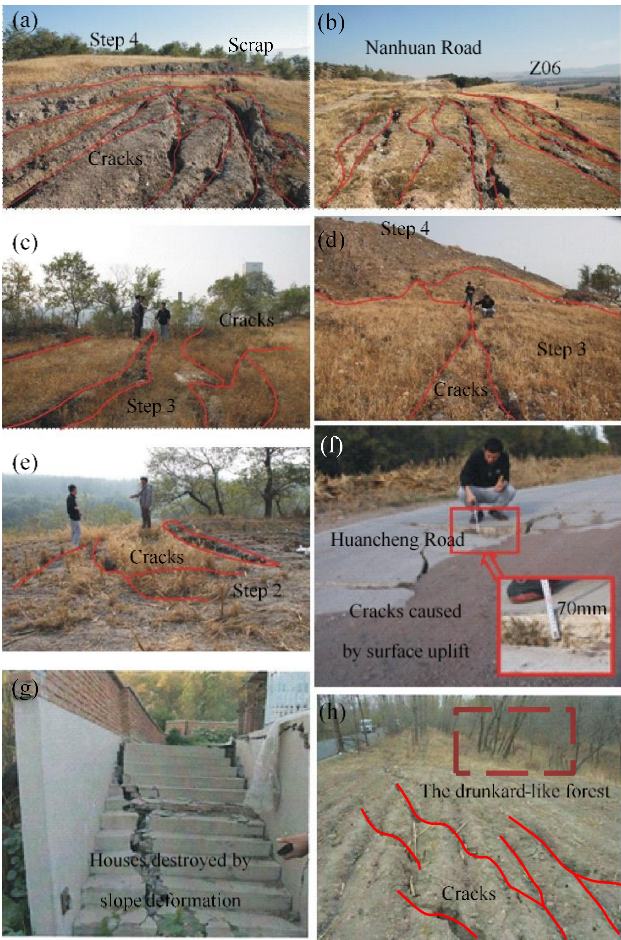 (a)
Step 4
Scrap
Cracks
(b)
Nanhuan Road
Z06
(c)
Cracks
Step 3
(d)
Step 4
Step 3
Cracks
(e)
Cracks
Step 2
(f)
Huancheng Road
70mm
Cracks caused
by surface uplift
(g)
Houses destroyed by
slope deformation
(h)
The drunkard-like forest
Cracks